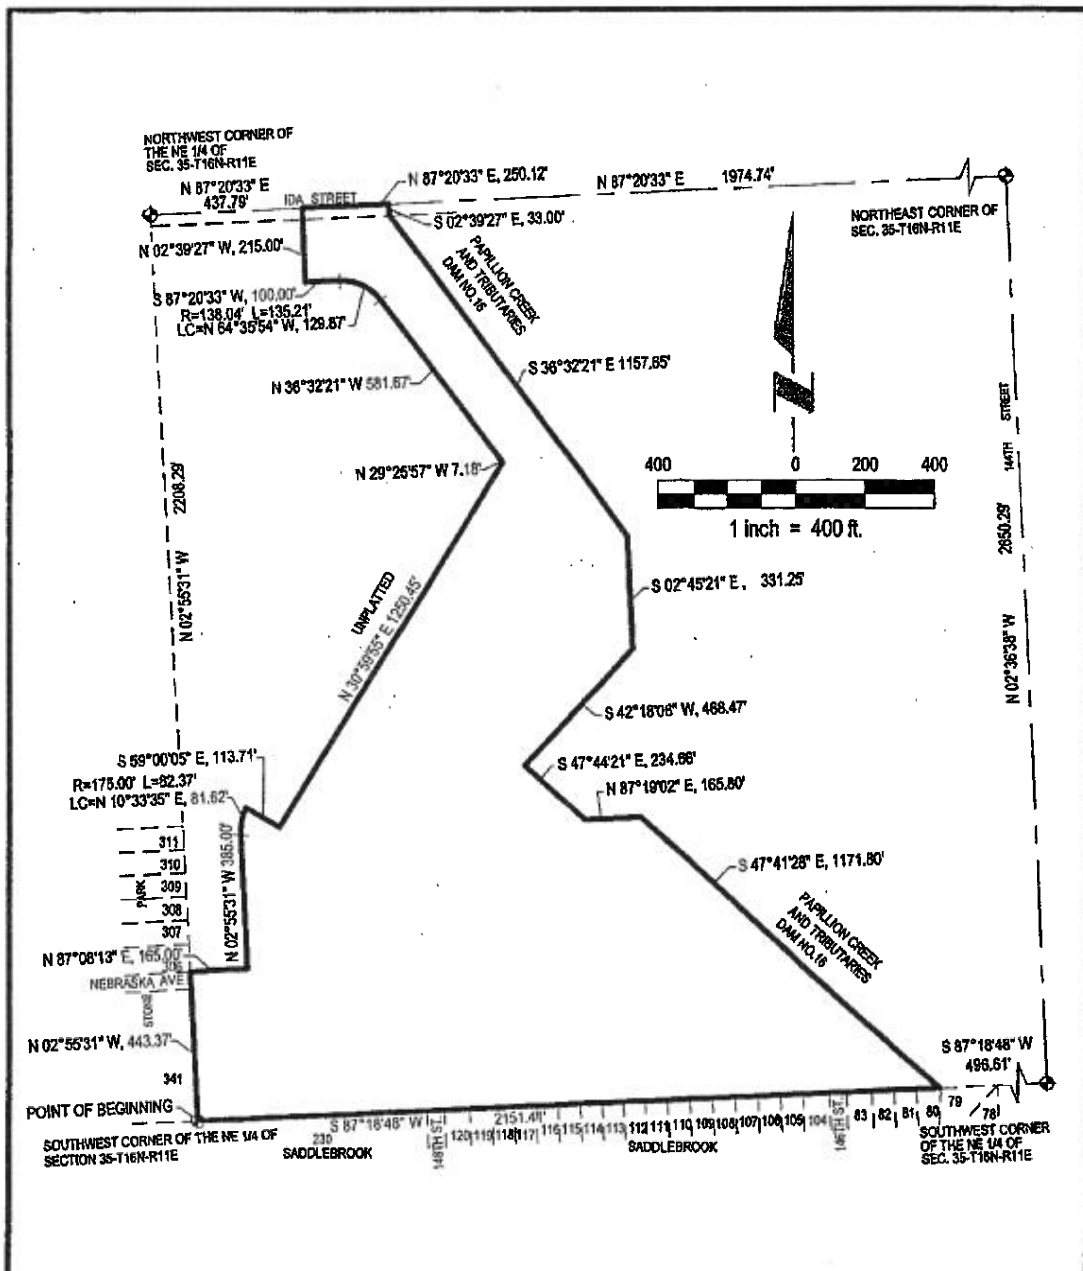 NORTHWEST CORNER OF
THE NE 1/4 OF
SEC. 35-T16N-R11E
N 87°20'33" E
437.79'
IDA STREET
N 87°20'33" E, 250.12'
N 87°20'33" E 1974.74'
S 02°39'27" E, 33.00'
NORTHEAST CORNER OF
SEC. 35-T16N-R11E
N 02°39'27" W, 215.00'
PAPILLION CREEK
AND TRIBUTARIES
DAM NO.16
S 87°20'33" W, 100.00'
R=138.04' L=135.21'
LC=N 64°35'54" W, 129.87'
S 36°32'21" E 1157.65'
N 36°32'21" W 581.67'
144TH STREET
N 29°25'57" W 7.18'
400 0 200 400
1 inch = 400 ft.
2208.29'
N 02°55'31" W
2650.29'
N 02°36'38" W
S 02°45'21" E, 331.25'
UNPLATTED
N 30°59'55" E 1250.45'
S 42°18'06" W, 468.47'
S 59°00'05" E, 113.71'
S 47°44'21" E, 234.66'
R=175.00' L=82.37'
LC=N 10°33'35" E, 81.62'
N 87°19'02" E, 165.80'
311
310
309
308
307
306
PARK
N 02°55'31" W 385.00'
S 47°41'28" E, 1171.80'
PAPILLION CREEK
AND TRIBUTARIES
DAM NO.16
N 87°08'13" E, 165.00'
NEBRASKA AVE
STONE
N 02°55'31" W, 443.37'
341
S 87°18'48" W
496.61'
POINT OF BEGINNING
S 87°18'48" W 2151.48'
230
148TH ST.
120 119 118 117 116 115 114 113 112 111 110 109 108 107 106 105 104
146TH ST.
83 82 81 80 79 78
SOUTHWEST CORNER OF THE NE 1/4 OF
SECTION 35-T16N-R11E
SADDLEBROOK
SADDLEBROOK
SOUTHWEST CORNER
OF THE NE 1/4 OF
SEC. 35-T16N-R11E